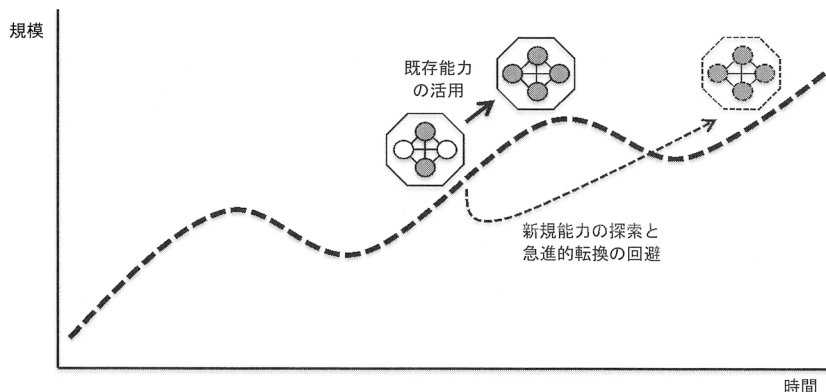 規模
既存能力
の活用
新規能力の探索と
急進的転換の回避
時間